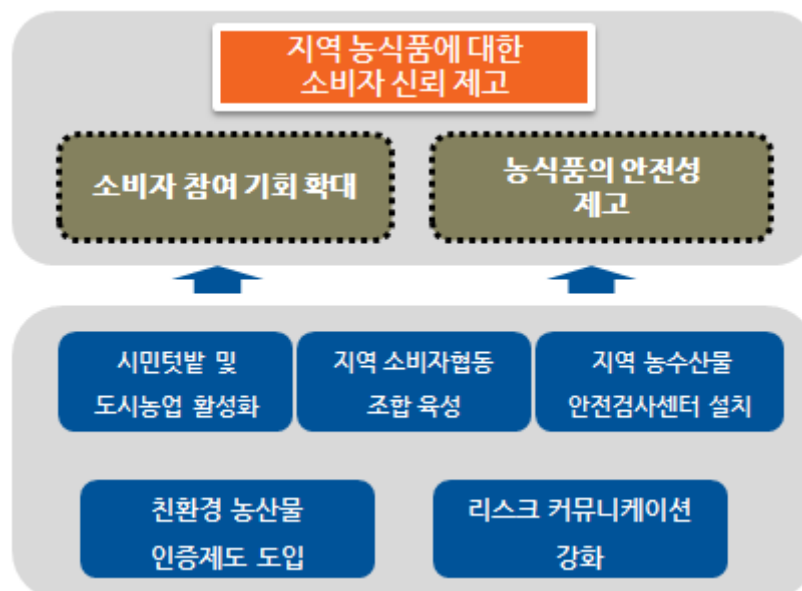 지역 농식품에 대한
소비자 신뢰 제고
소비자 참여 기회 확대
농식품의 안전성
제고
시민텃밭 및
도시농업 활성화
지역 소비자협동
조합 육성
지역 농수산물
안전검사센터 설치
친환경 농산물
인증제도 도입
리스크 커뮤니케이션
강화